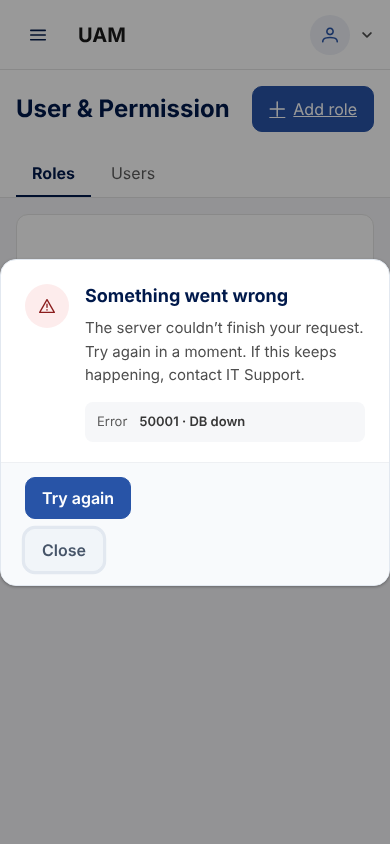 UAM
User & Permission
Add role
Roles
Users
Something went wrong
The server couldn’t finish your request.
Try again in a moment. If this keeps
happening, contact IT Support.
Error 50001 · DB down
Try again
Close